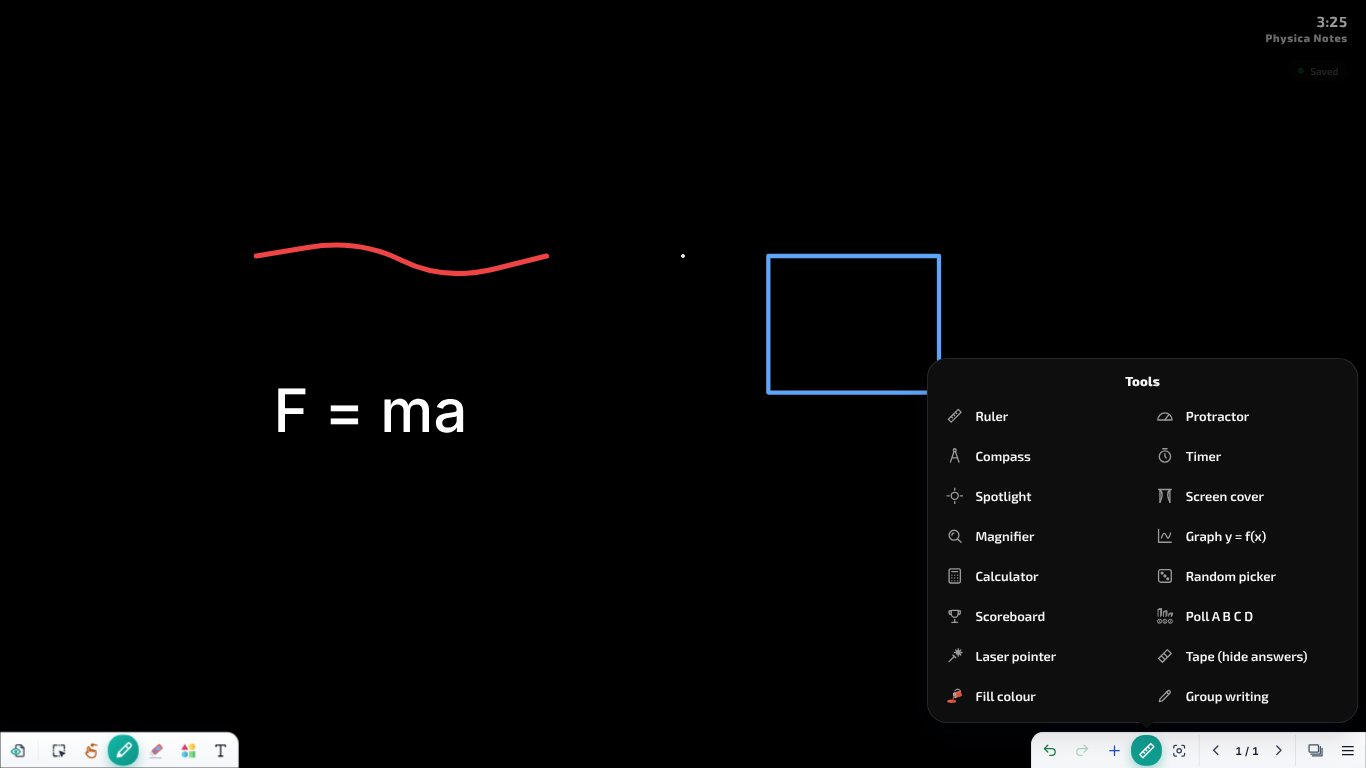 3:25
Physica Notes
Saved
F = ma
Tools
Ruler
Protractor
Compass
Timer
Spotlight
Screen cover
Magnifier
Graph y = f(x)
Calculator
Random picker
Scoreboard
Poll A B C D
Laser pointer
Tape (hide answers)
Fill colour
Group writing
T
1 / 1